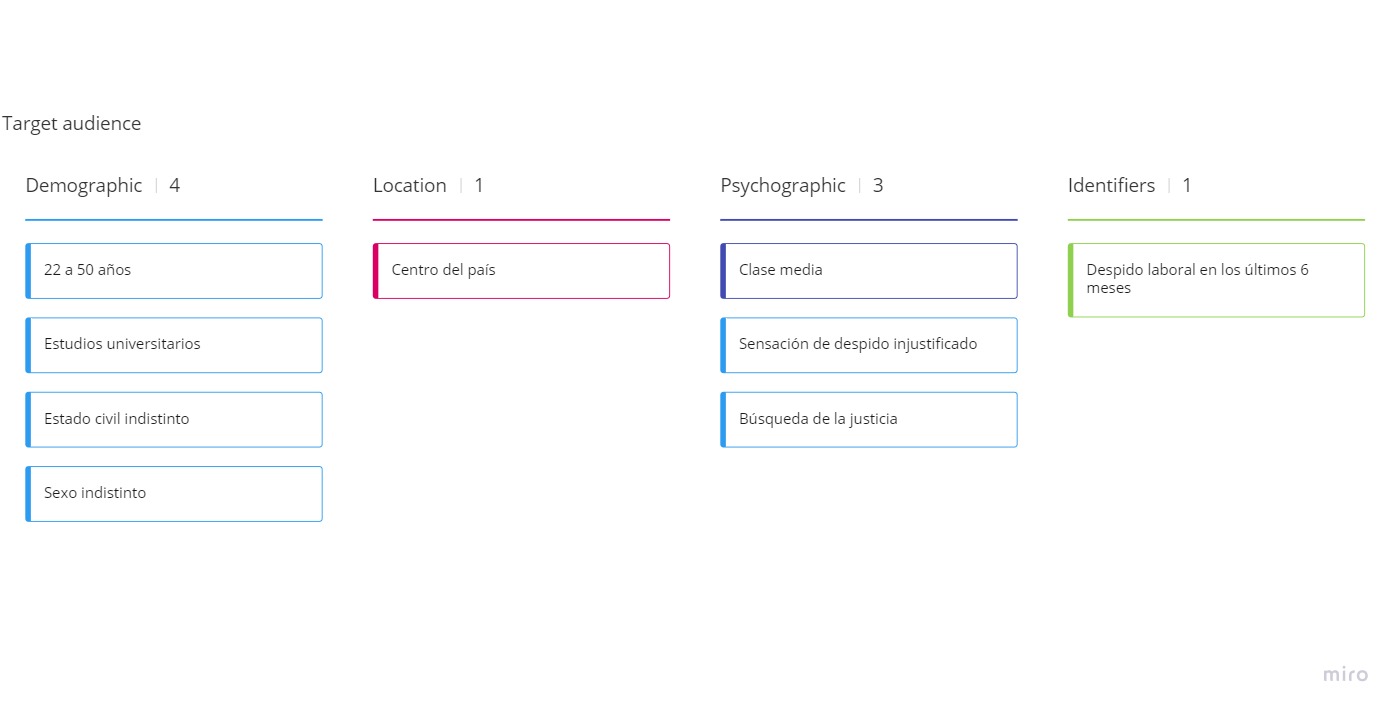 Target audience
Demographic | 4
22 a 50 años
Estudios universitarios
Estado civil indistinto
Sexo indistinto
Location | 1
Centro del país
Psychographic | 3
Clase media
Sensación de despido injustificado
Búsqueda de la justicia
Identifiers | 1
Despido laboral en los últimos 6
meses
miro